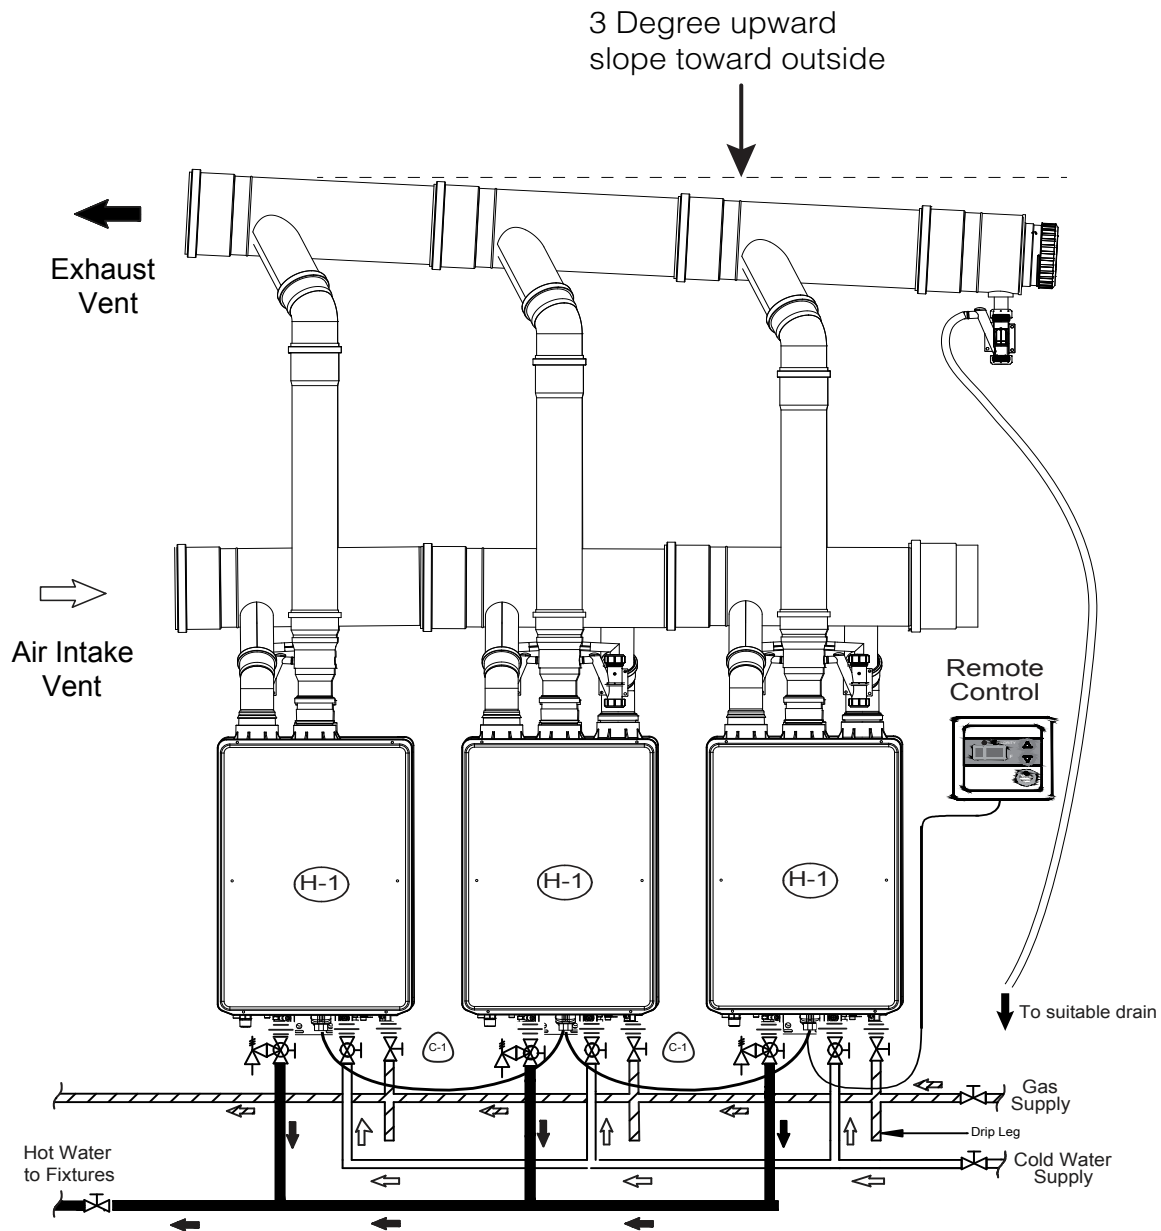 3 Degree upward
slope toward outside
Exhaust
Vent
Air Intake
Vent
Remote
Control
H-1
H-1
H-1
To suitable drain
C-1
C-1
Gas
Supply
Drip Leg
Hot Water
to Fixtures
Cold Water
Supply